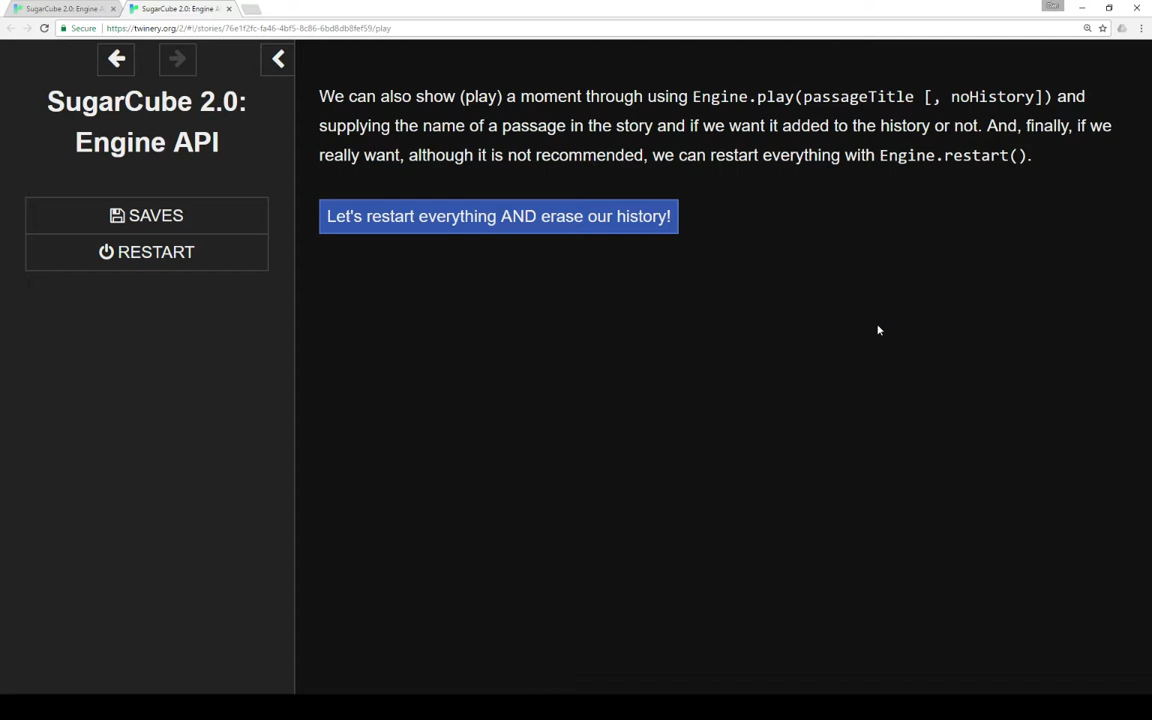 SugarCube 2.0: Engine A
SugarCube 2.0: Engine A
Secure
https://twinery.org/2/#!/stories/76e1f2fc-fa46-4bf5-8c86-6bd8db8fef59/play
SugarCube 2.0:
Engine API
SAVES
RESTART
We can also show (play) a moment through using Engine.play(passageTitle [, noHistory]) and
supplying the name of a passage in the story and if we want it added to the history or not. And, finally, if we
really want, although it is not recommended, we can restart everything with Engine.restart().
Let's restart everything AND erase our history!